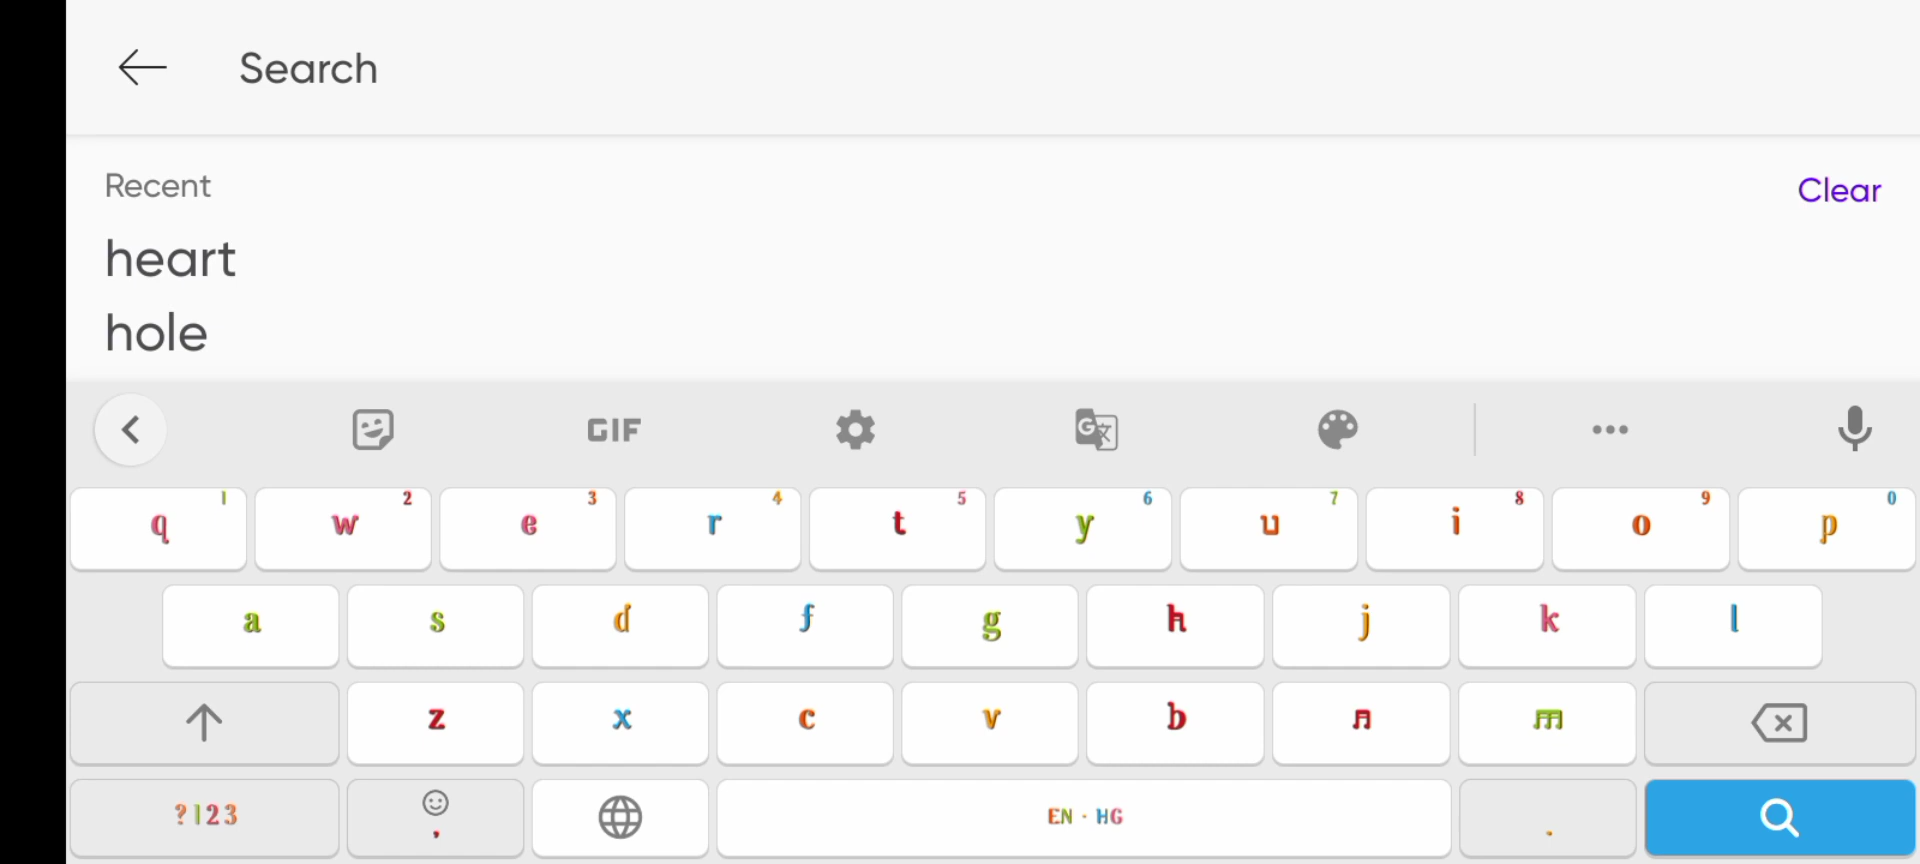 Search
Recent
Clear
heart
hole
GIF
q 1 w 2 e 3 r 4 t 5 y 6 u 7 i 8 o 9 p 0
a s d f g h j k l
z x c v b n m
?123 , EN · HG .